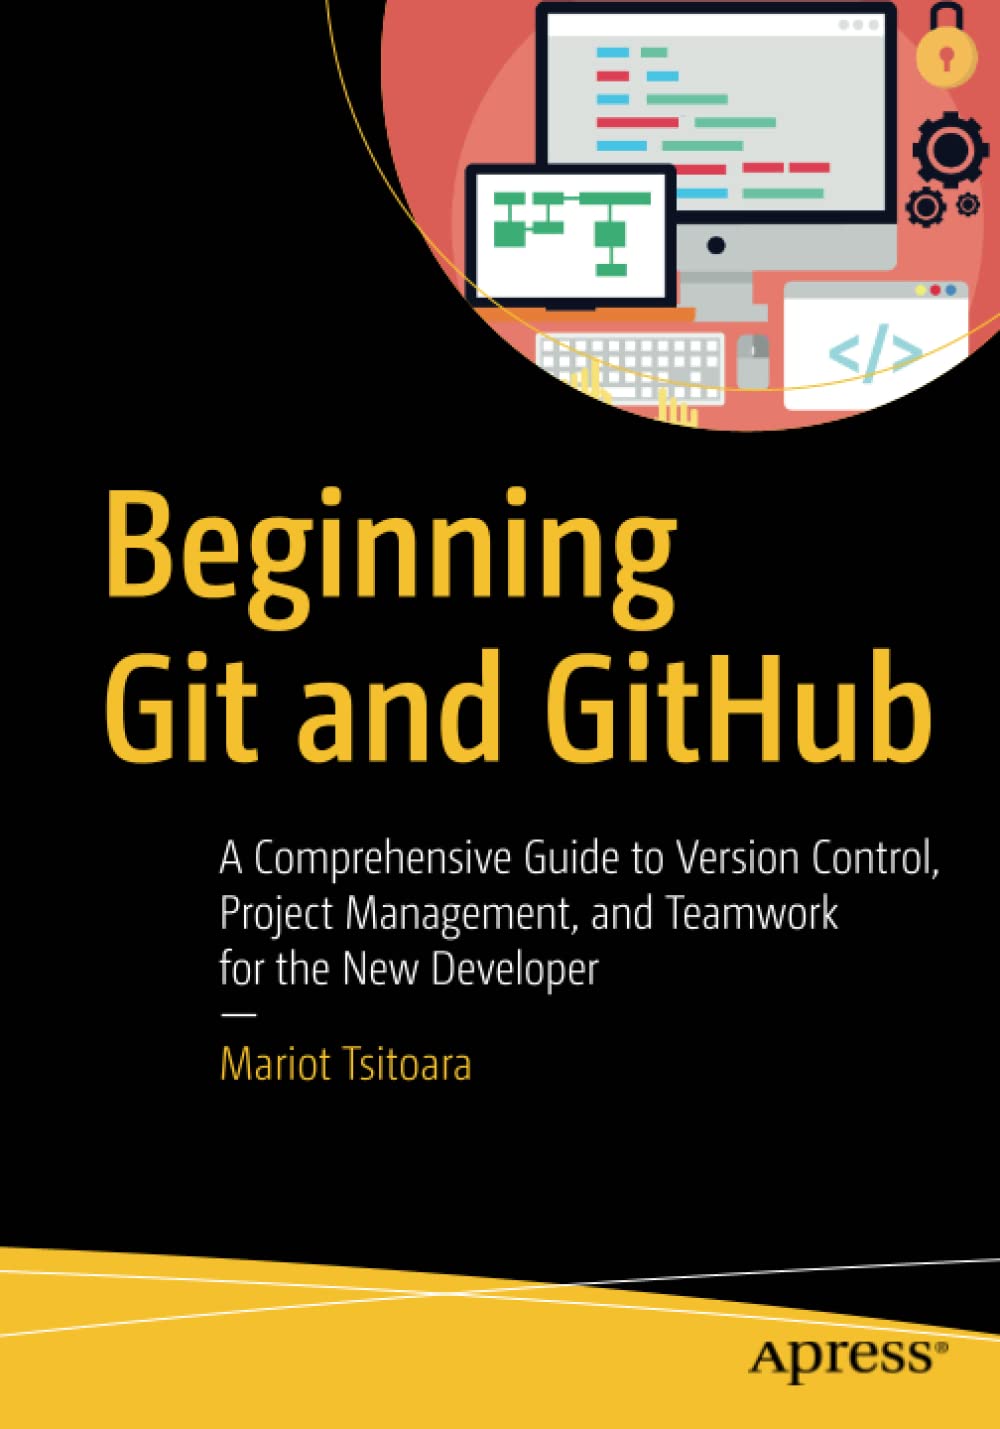 </>
Beginning
Git and GitHub
A Comprehensive Guide to Version Control,
Project Management, and Teamwork
for the New Developer
—
Mariot Tsitoara
Apress®